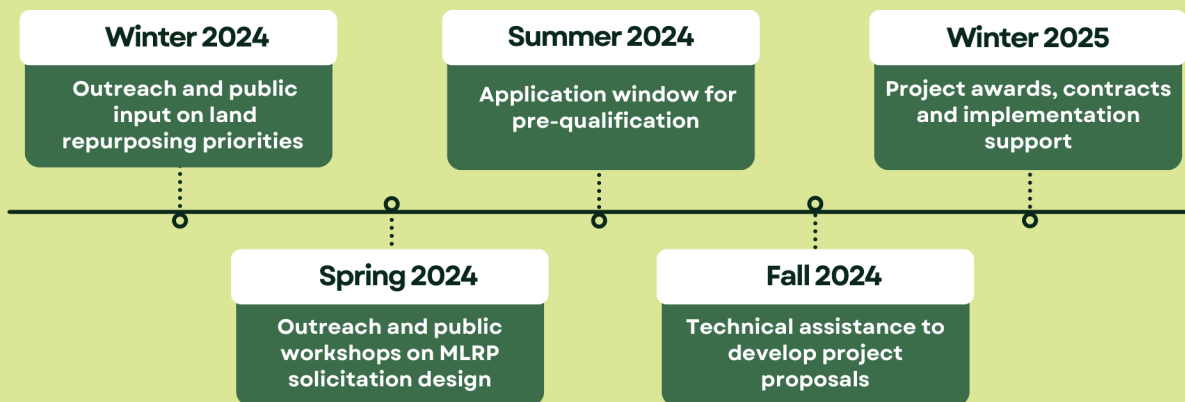 Winter 2024
Outreach and public
input on land
repurposing priorities
Spring 2024
Outreach and public
workshops on MLRP
solicitation design
Summer 2024
Application window for
pre-qualification
Fall 2024
Technical assistance to
develop project
proposals
Winter 2025
Project awards, contracts
and implementation
support